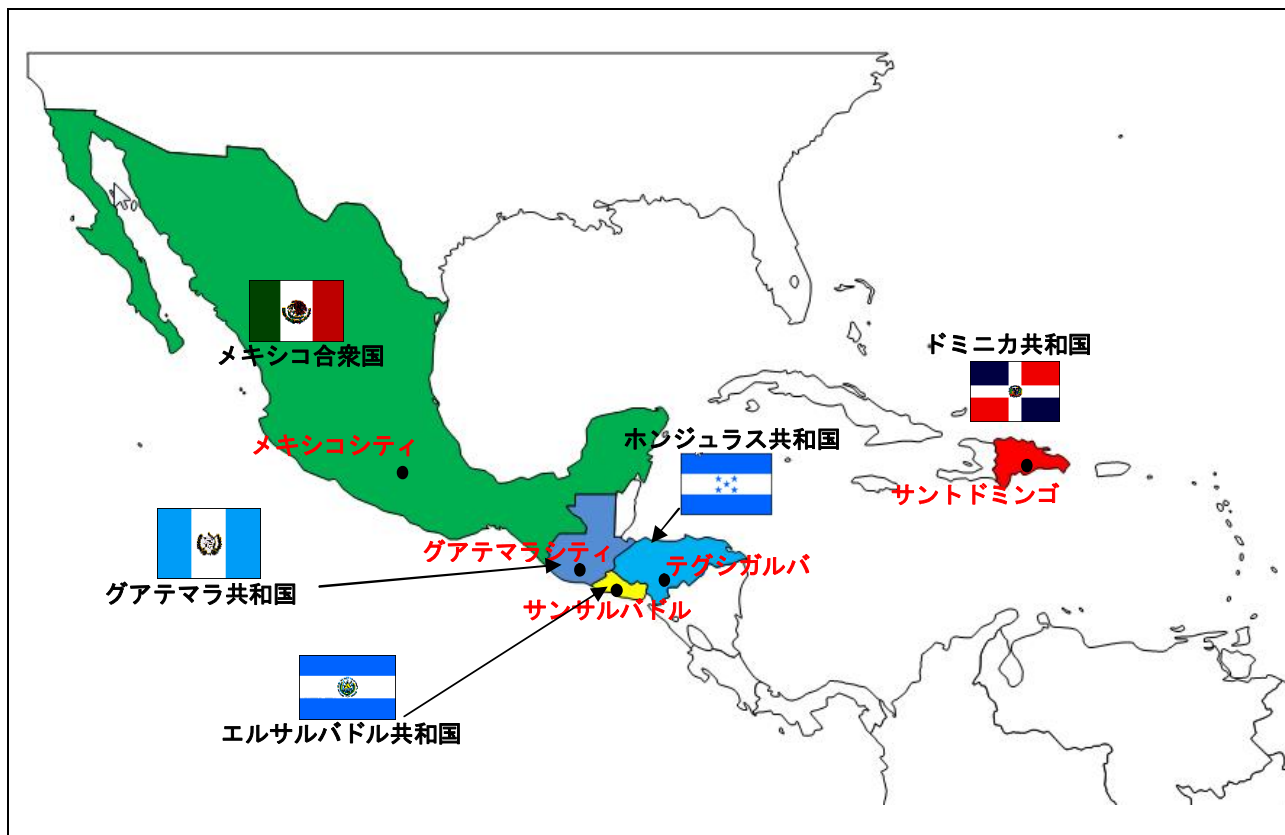 メキシコ合衆国
ドミニカ共和国
ホンジュラス共和国
メキシコシティ
サントドミンゴ
グアテマラシティ
テグシガルパ
グアテマラ共和国
サンサルバドル
エルサルバドル共和国